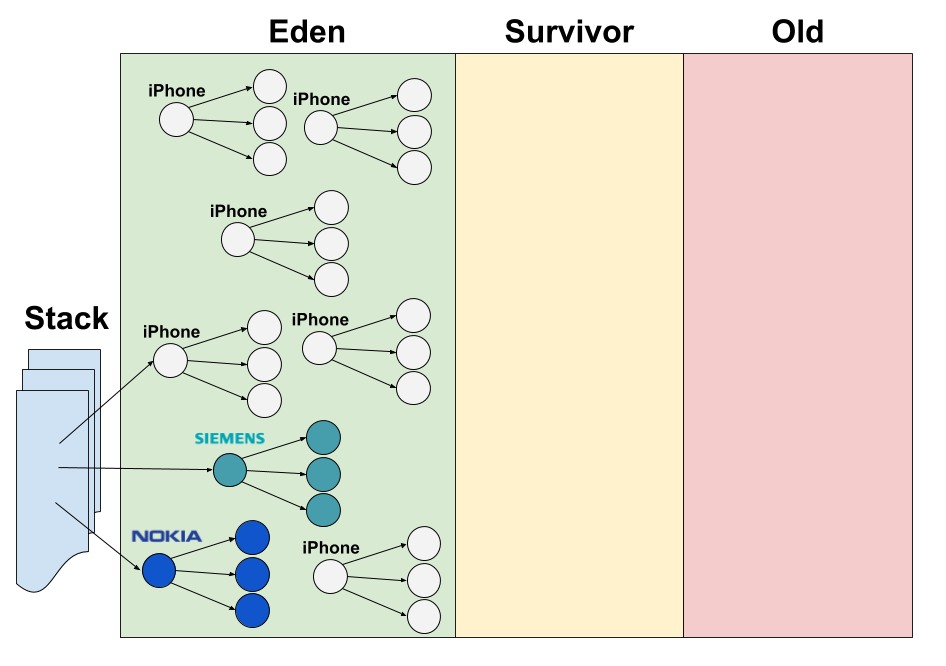 Eden
Survivor
Old
iPhone
iPhone
iPhone
Stack
iPhone
iPhone
SIEMENS
NOKIA
iPhone